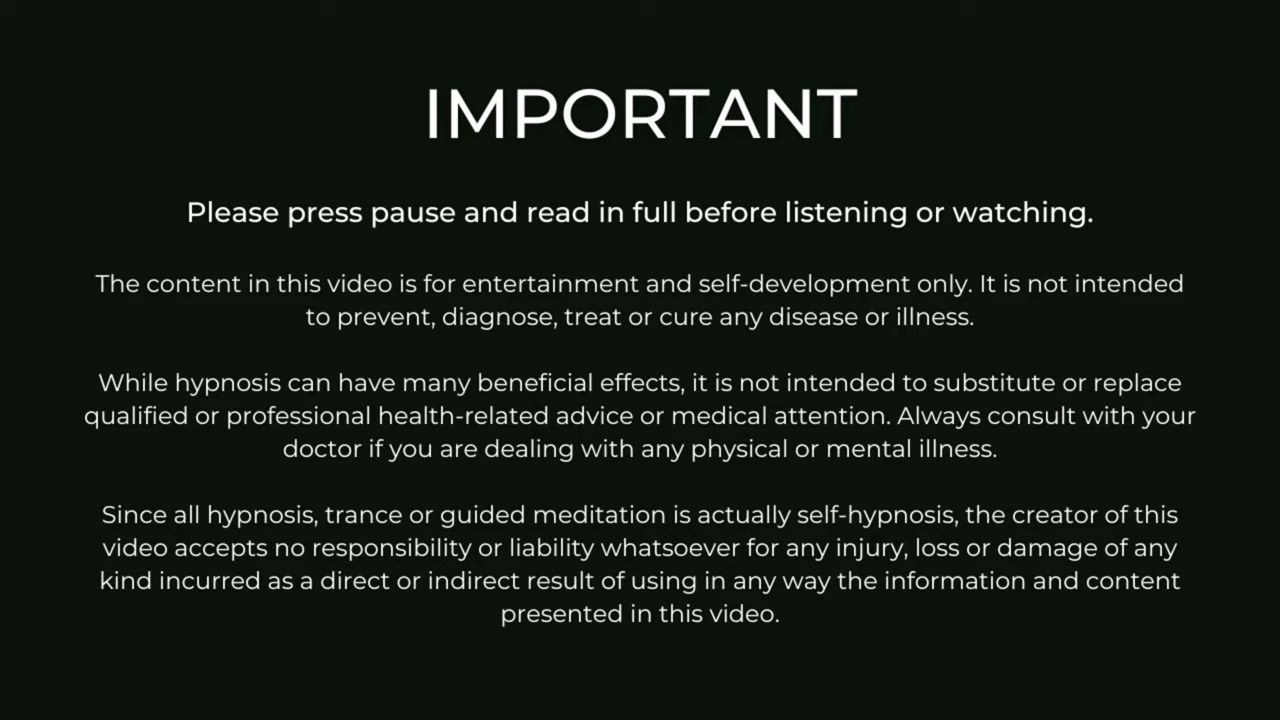 IMPORTANT
Please press pause and read in full before listening or watching.
The content in this video is for entertainment and self-development only. It is not intended
to prevent, diagnose, treat or cure any disease or illness.
While hypnosis can have many beneficial effects, it is not intended to substitute or replace
qualified or professional health-related advice or medical attention. Always consult with your
doctor if you are dealing with any physical or mental illness.
Since all hypnosis, trance or guided meditation is actually self-hypnosis, the creator of this
video accepts no responsibility or liability whatsoever for any injury, loss or damage of any
kind incurred as a direct or indirect result of using in any way the information and content
presented in this video.